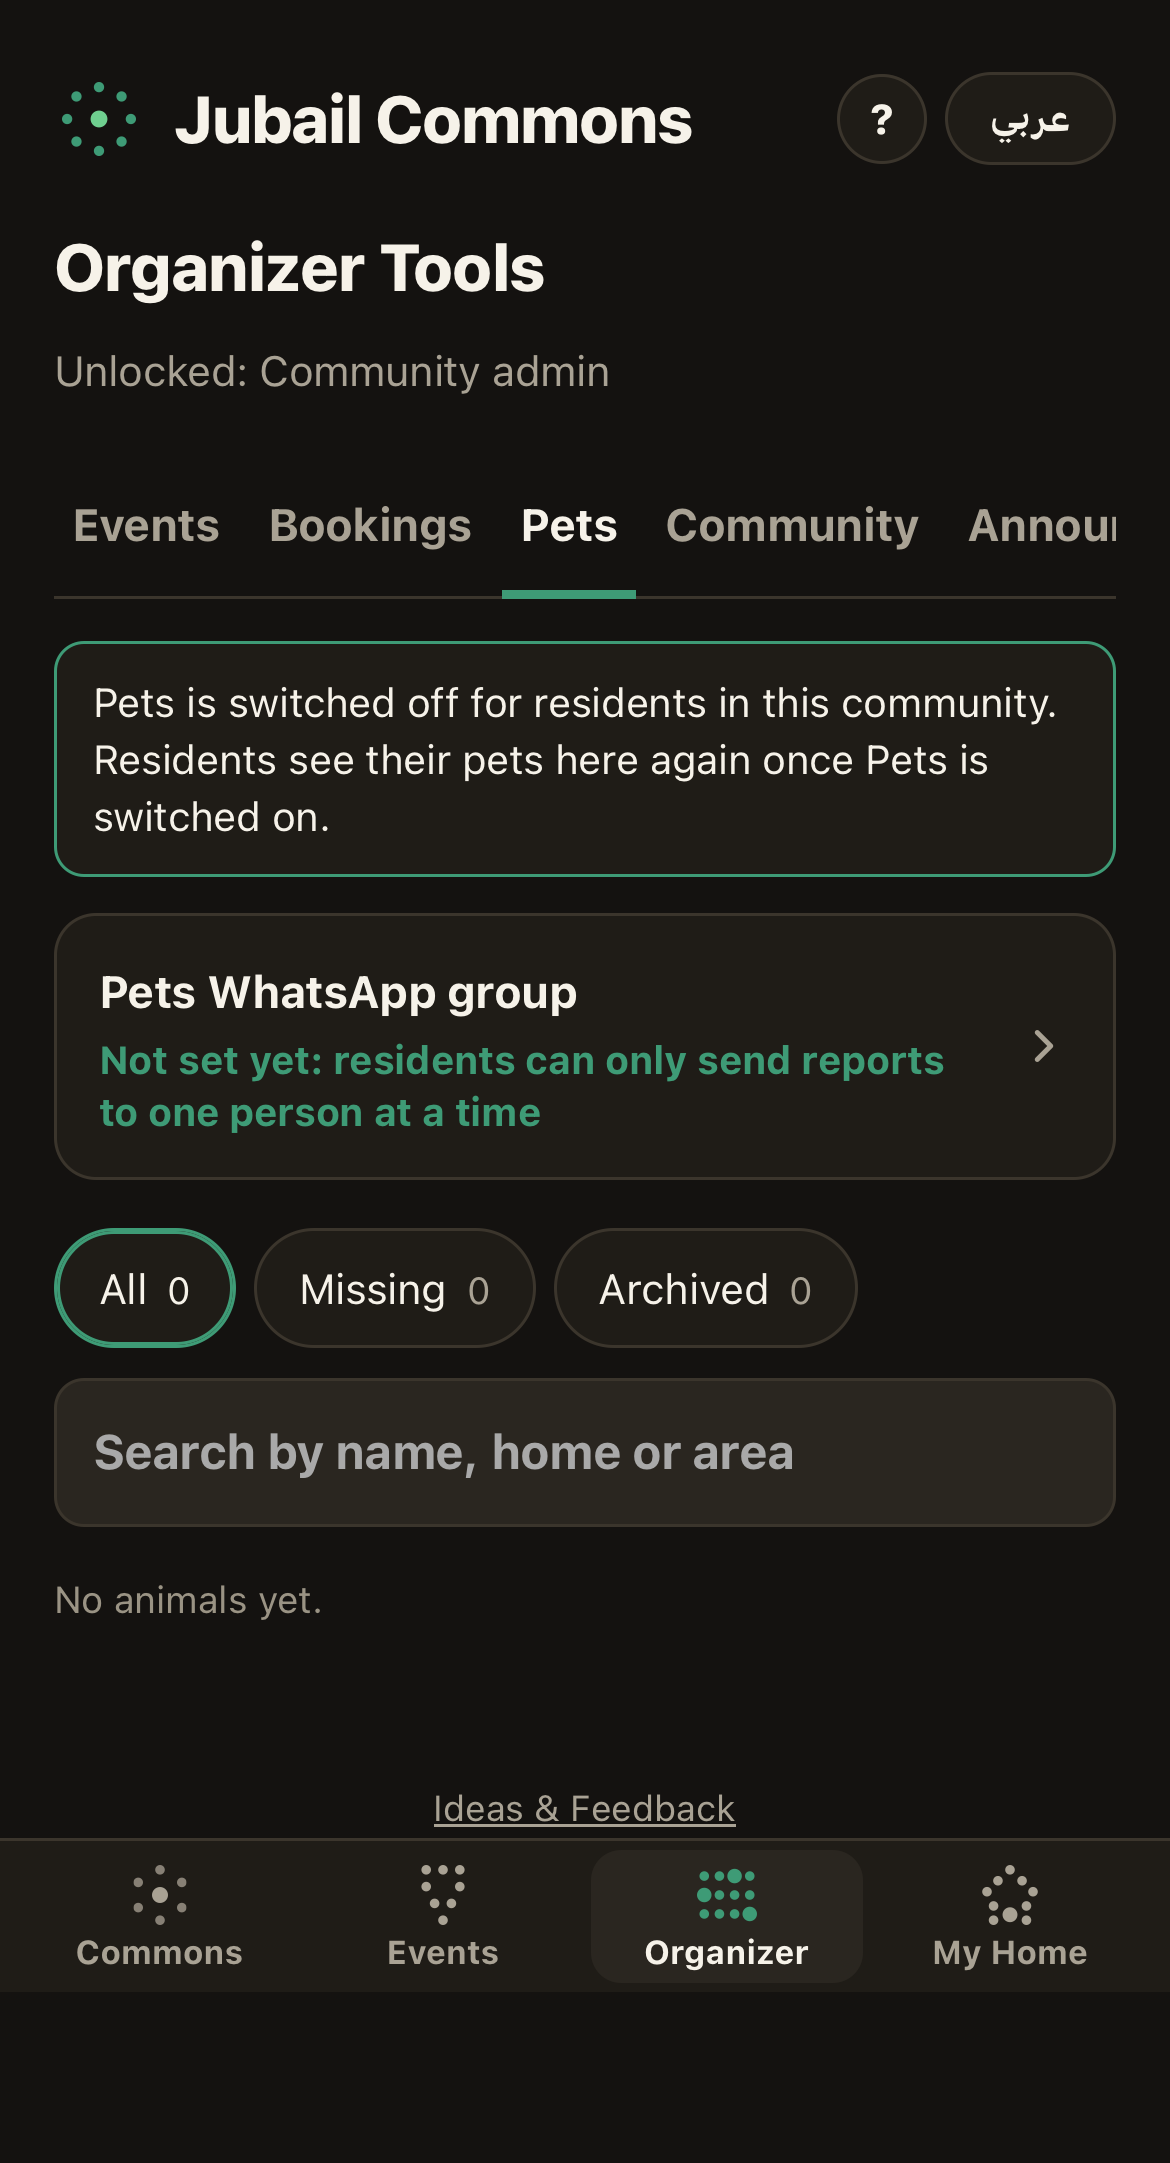 Jubail Commons
?
عربي
Organizer Tools
Unlocked: Community admin
Events
Bookings
Pets
Community
Annou
Pets is switched off for residents in this community.
Residents see their pets here again once Pets is
switched on.
Pets WhatsApp group
Not set yet: residents can only send reports
to one person at a time
All 0
Missing 0
Archived 0
Search by name, home or area
No animals yet.
Ideas & Feedback
Commons
Events
Organizer
My Home